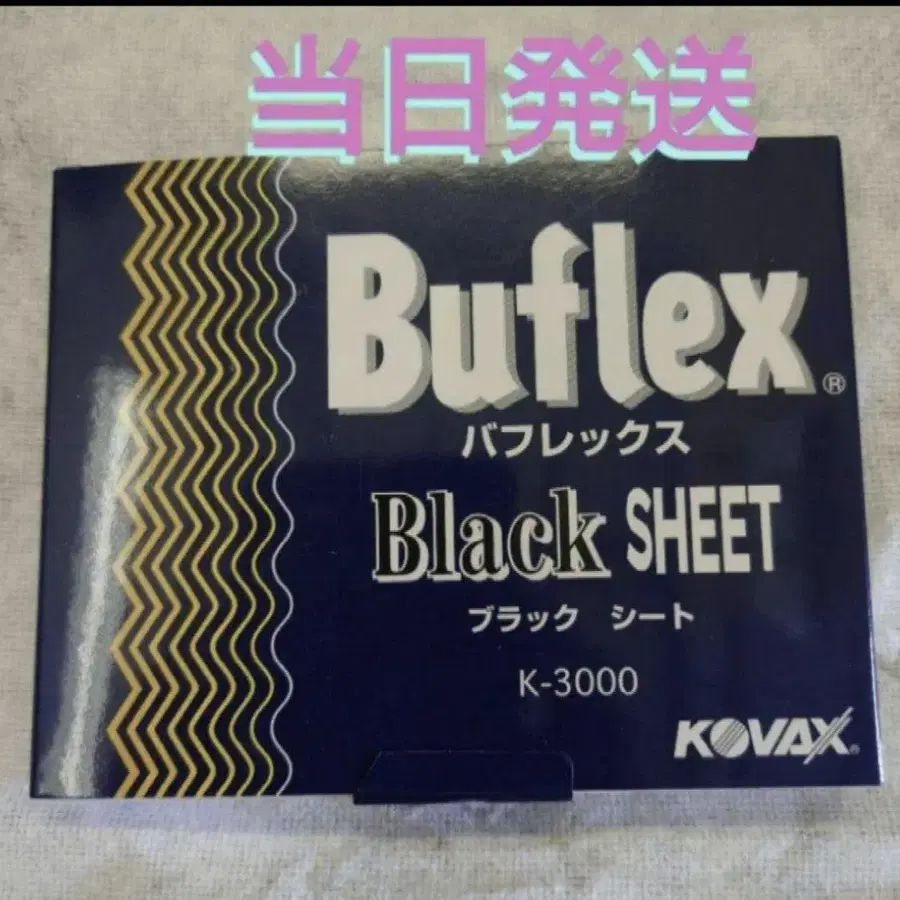 当日発送
Buflex®
バフレックス
Black SHEET
ブラック シート
K-3000
KOVAX®